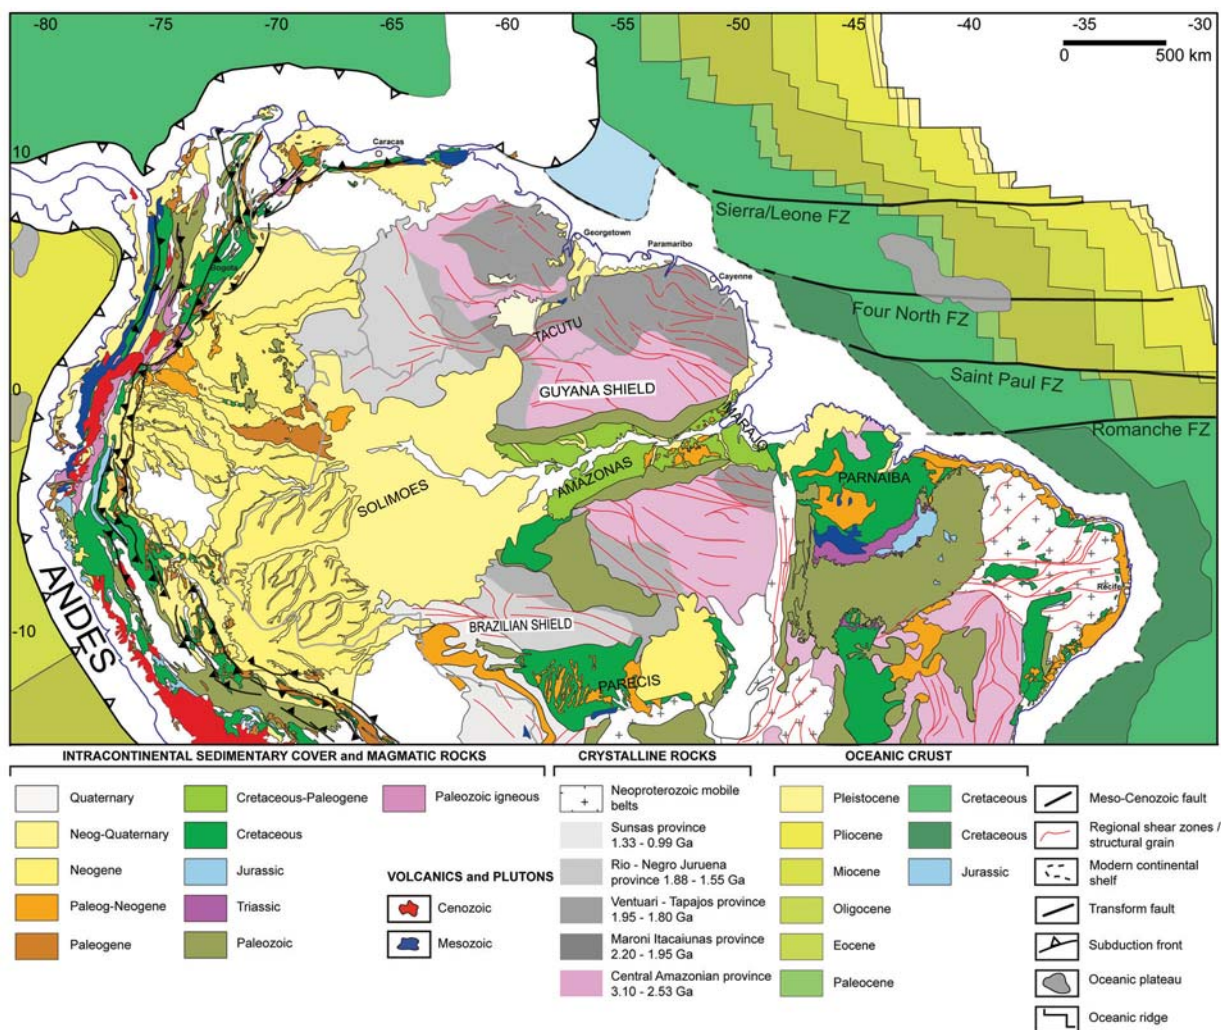 -80 -75 -65 -60 -55 -50 -45 -40 -35 -30
0 500 km
Caracas
10
Sierra/Leone FZ
Georgetown
Paramaribo
Bogota
Cayenne
Four North FZ
TACUTU
Saint Paul FZ
0
GUYANA SHIELD
MARAJO
Romanche FZ
AMAZONAS
PARNAIBA
SOLIMOES
ANDES
Recife
-10
BRAZILIAN SHIELD
PARECIS
INTRACONTINENTAL SEDIMENTARY COVER and MAGMATIC ROCKS
Quaternary
Neog-Quaternary
Neogene
Paleog-Neogene
Paleogene
Cretaceous-Paleogene
Cretaceous
Jurassic
Triassic
Paleozoic
Paleozoic igneous
VOLCANICS and PLUTONS
Cenozoic
Mesozoic
CRYSTALLINE ROCKS
Neoproterozoic mobile
belts
Sunsas province
1.33 - 0.99 Ga
Rio - Negro Juruena
province 1.88 - 1.55 Ga
Ventuari - Tapajos province
1.95 - 1.80 Ga
Maroni Itacaiunas province
2.20 - 1.95 Ga
Central Amazonian province
3.10 - 2.53 Ga
OCEANIC CRUST
Pleistocene
Pliocene
Miocene
Oligocene
Eocene
Paleocene
Cretaceous
Cretaceous
Jurassic
Meso-Cenozoic fault
Regional shear zones /
structural grain
Modern continental
shelf
Transform fault
Subduction front
Oceanic plateau
Oceanic ridge